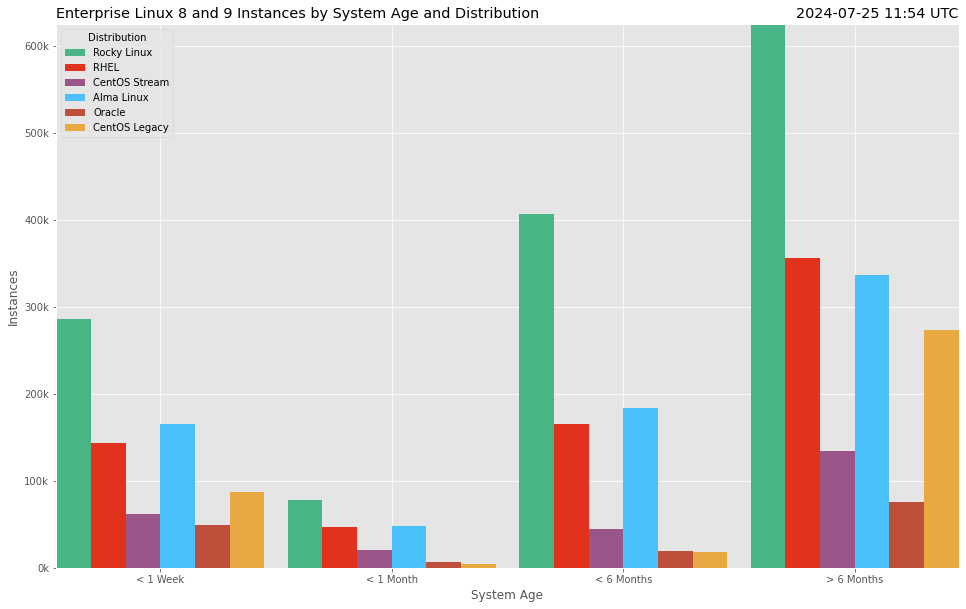 Enterprise Linux 8 and 9 Instances by System Age and Distribution
2024-07-25 11:54 UTC
Distribution
Rocky Linux
RHEL
CentOS Stream
Alma Linux
Oracle
CentOS Legacy
600k
500k
400k
300k
200k
100k
0k
Instances
< 1 Week
< 1 Month
< 6 Months
> 6 Months
System Age